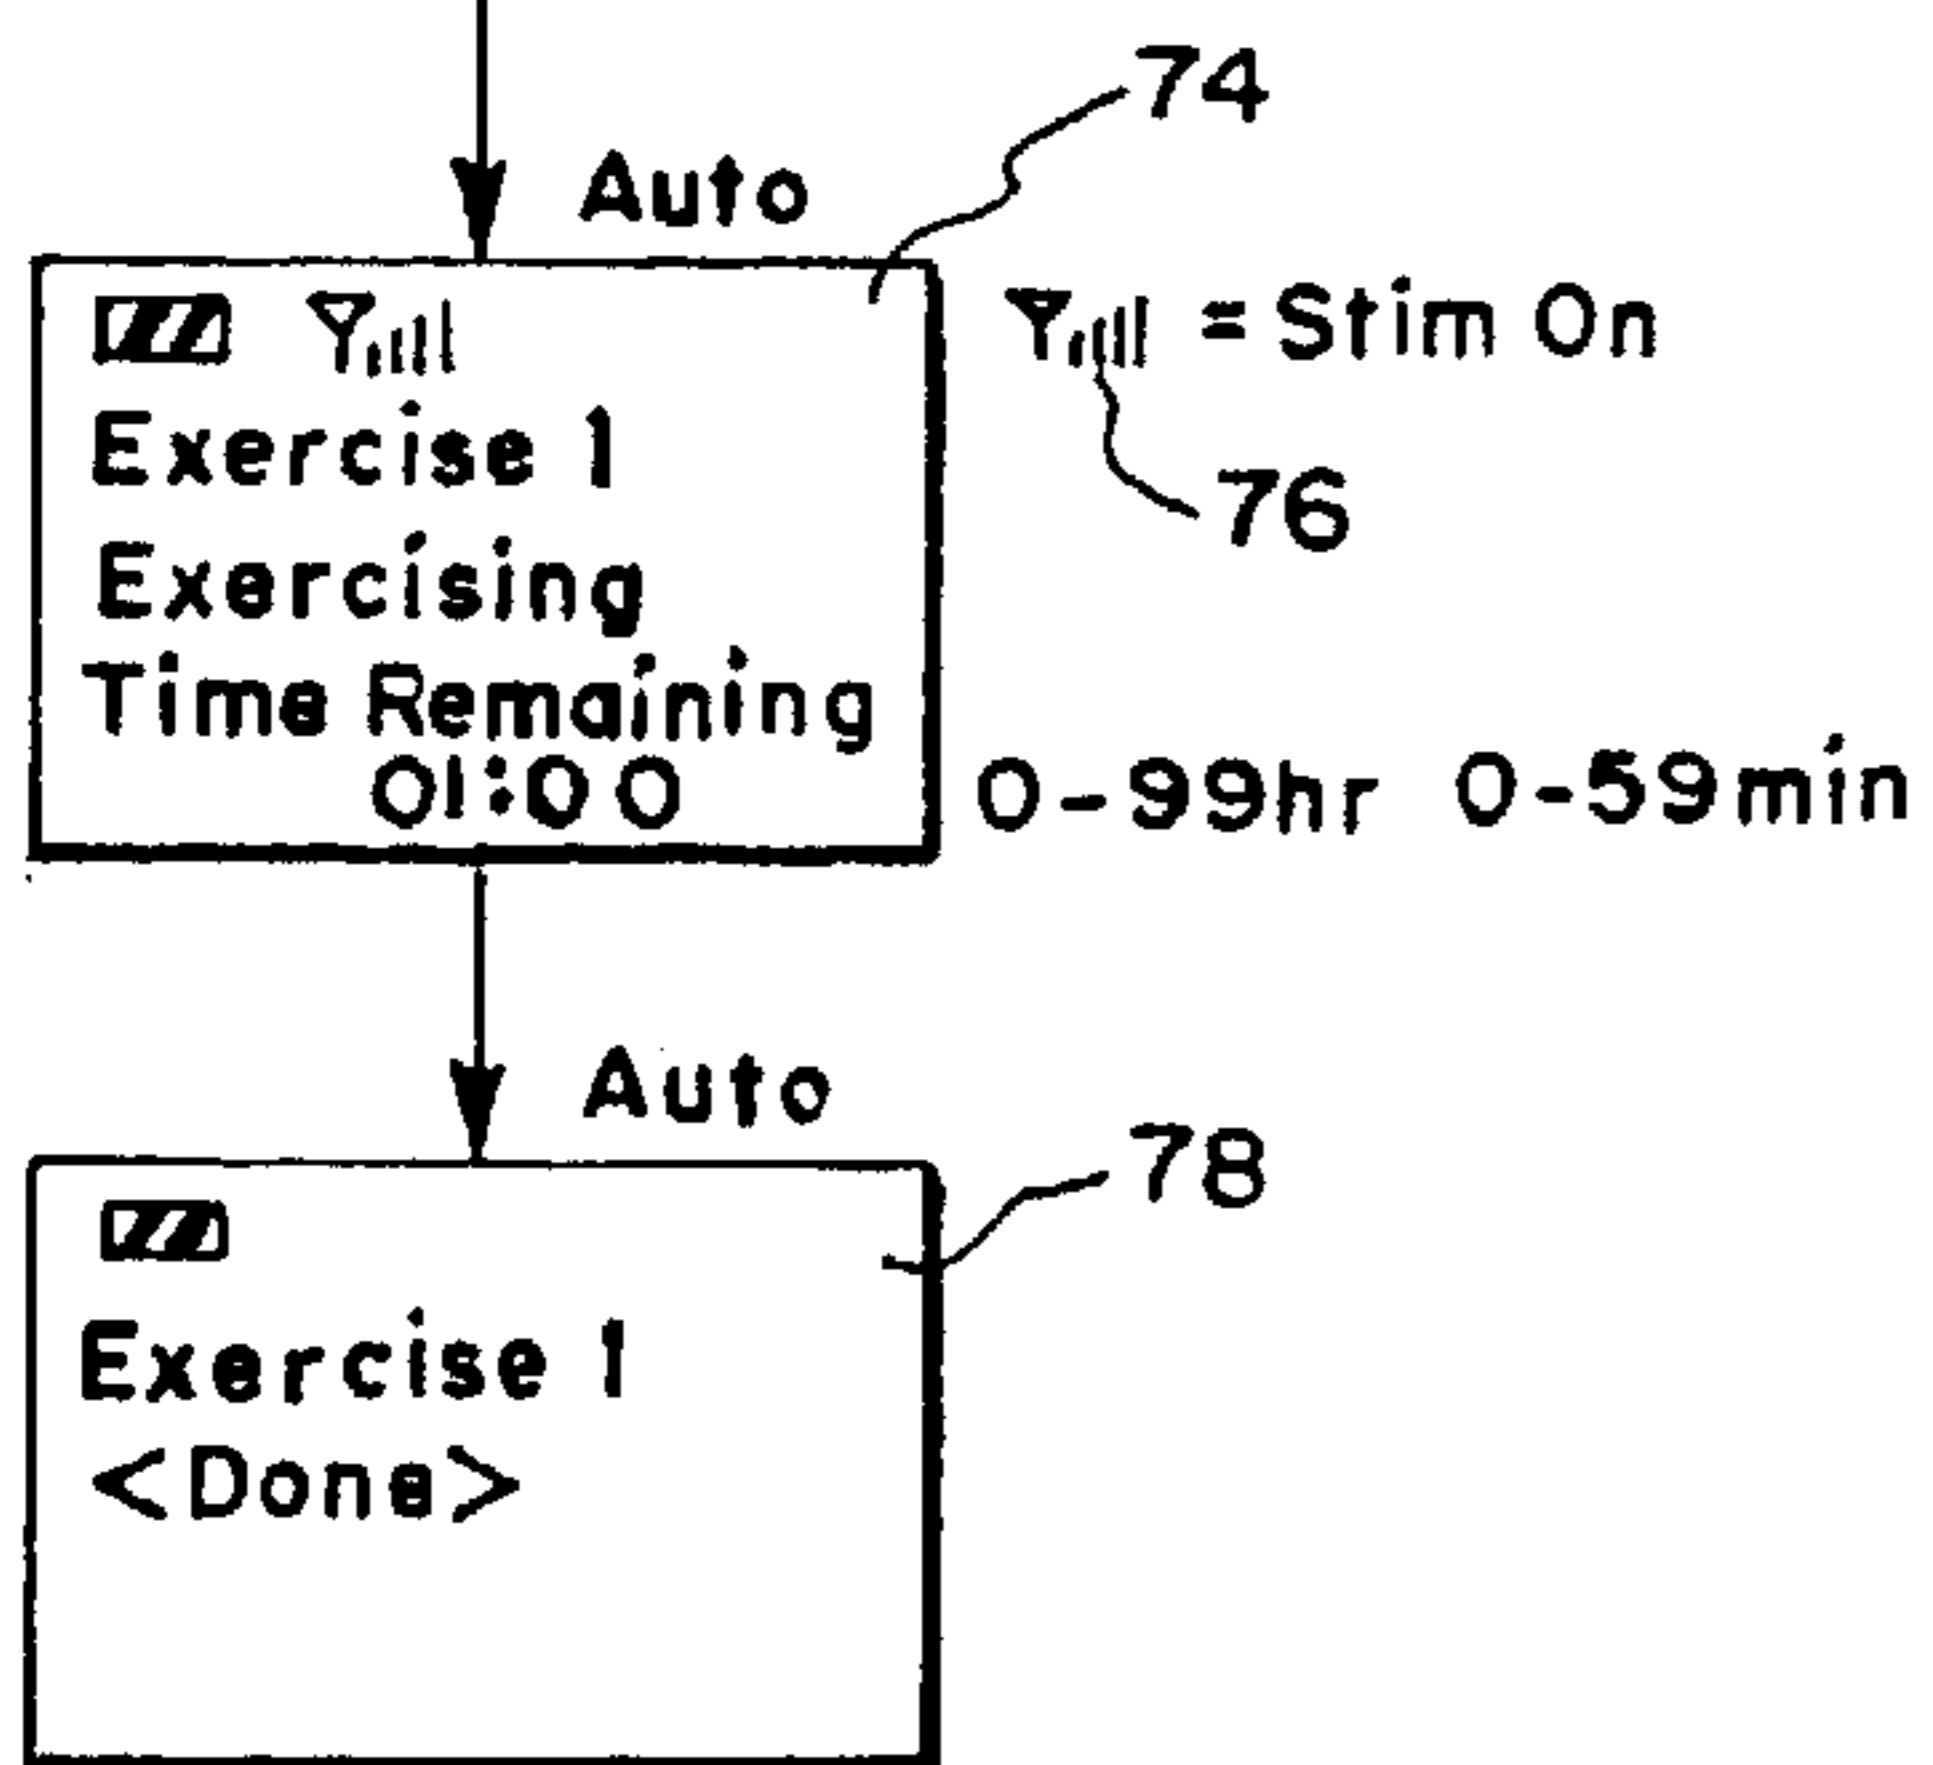 74
Auto
= Stim On
Exercise 1
76
Exercising
Time Remaining
01:00 0-99hr 0-59min
Auto
78
Exercise 1
<Done>